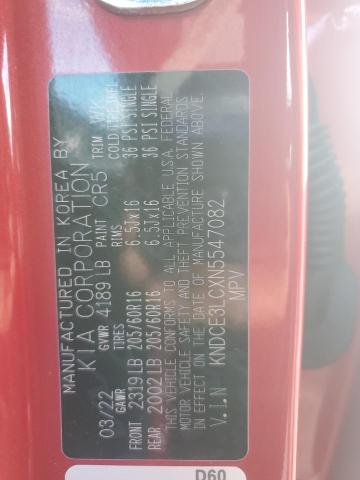 MANUFACTURED IN KOREA BY
KIA CORPORATION
03/22 GVWR 4189 LB PAINT CR5 TRIM WK
GAWR TIRES RIMS
FRONT 2319 LB 205/60R16 6.5Jx16 36 PSI SINGLE
REAR 2002 LB 205/60R16 6.5Jx16 36 PSI SINGLE
THIS VEHICLE CONFORMS TO ALL APPLICABLE U.S.A. FEDERAL
MOTOR VEHICLE SAFETY AND THEFT PREVENTION STANDARDS
IN EFFECT ON THE DATE OF MANUFACTURE SHOWN ABOVE.
V.I.N KNDCE3LCXN5547082
MPV
D60